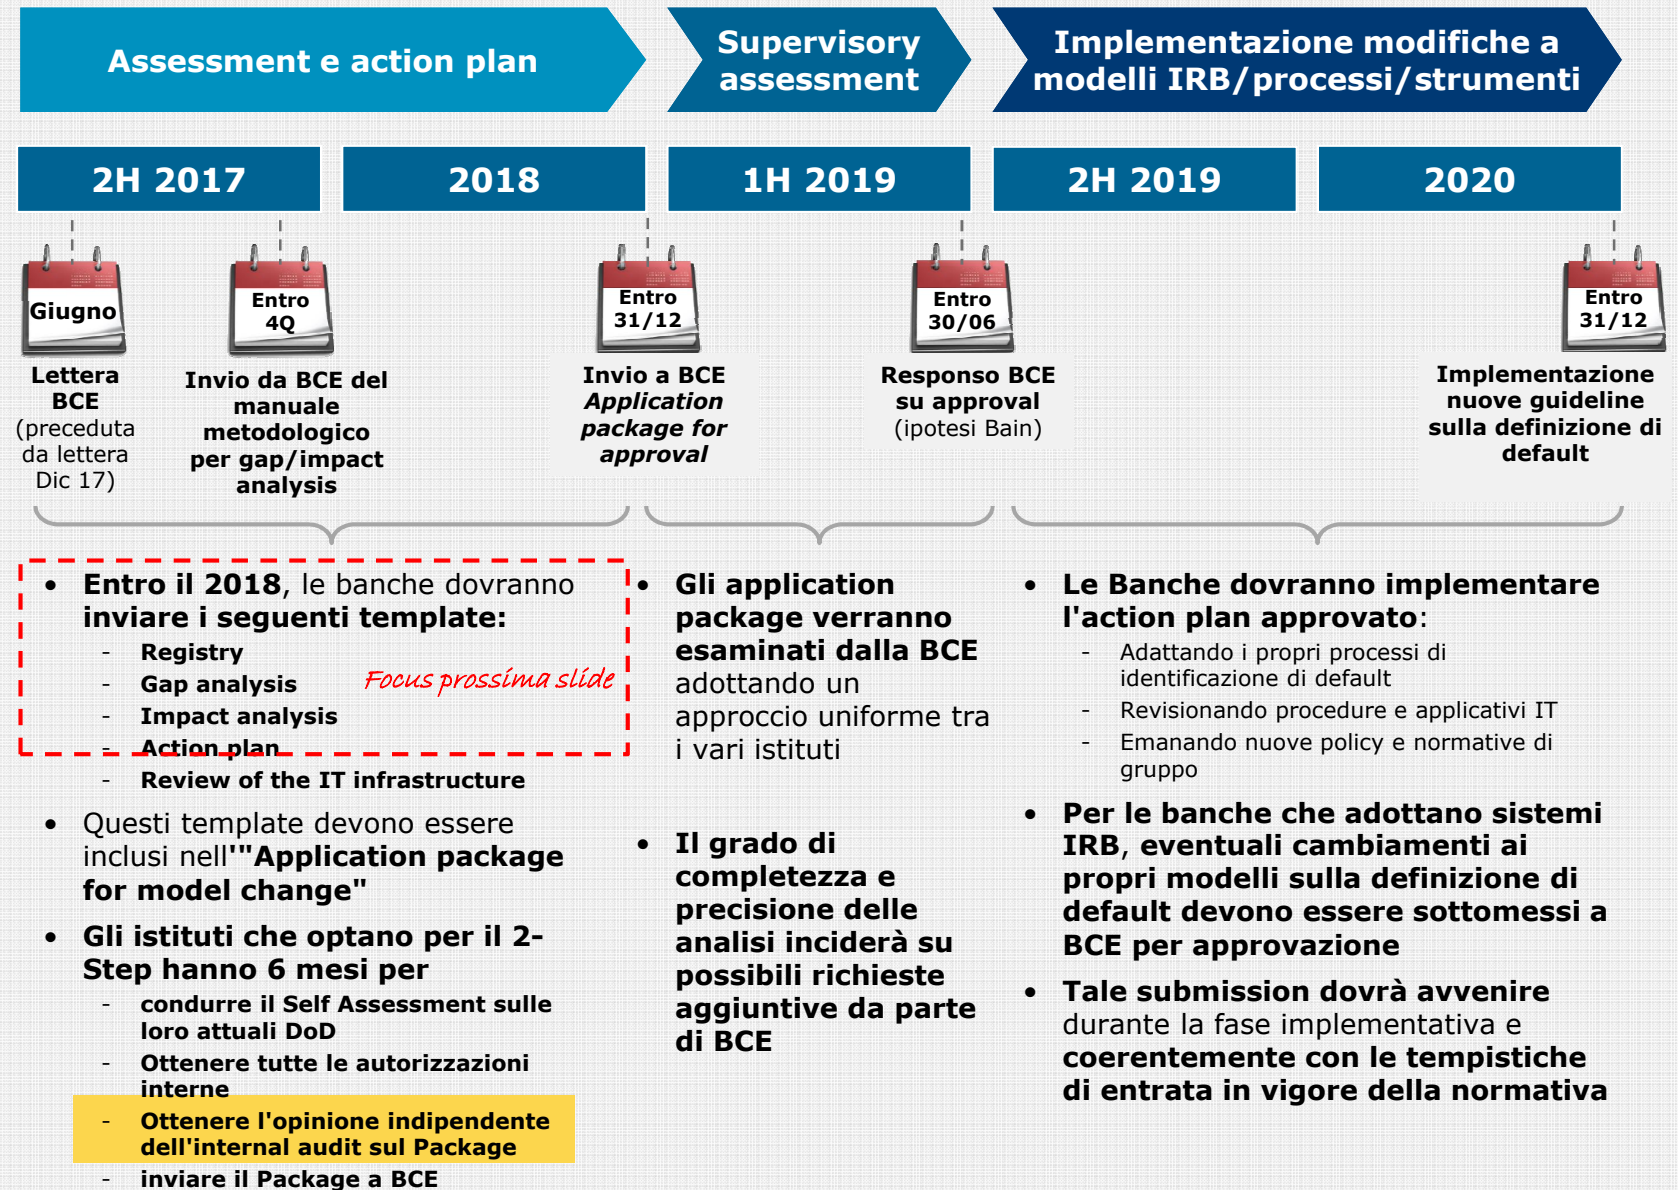 Assessment e action plan
Supervisory
assessment
Implementazione modifiche a
modelli IRB/processi/strumenti
2H 2017
2018
1H 2019
2H 2019
2020
Giugno
Entro
4Q
Entro
31/12
Entro
30/06
Entro
31/12
Lettera
BCE
(preceduta
da lettera
Dic 17)
Invio da BCE del
manuale
metodologico
per gap/impact
analysis
Invio a BCE
Application
package for
approval
Responso BCE
su approval
(ipotesi Bain)
Implementazione
nuove guideline
sulla definizione di
default
• Entro il 2018, le banche dovranno
inviare i seguenti template:
- Registry
- Gap analysis
- Impact analysis
- Action plan
- Review of the IT infrastructure
Focus prossima slide
• Questi template devono essere
inclusi nell'"Application package
for model change"
• Gli istituti che optano per il 2-
Step hanno 6 mesi per
- condurre il Self Assessment sulle
loro attuali DoD
- Ottenere tutte le autorizzazioni
interne
- Ottenere l'opinione indipendente
dell'internal audit sul Package
- inviare il Package a BCE
• Gli application
package verranno
esaminati dalla BCE
adottando un
approccio uniforme tra
i vari istituti
• Il grado di
completezza e
precisione delle
analisi inciderà su
possibili richieste
aggiuntive da parte
di BCE
• Le Banche dovranno implementare
l'action plan approvato:
- Adattando i propri processi di
identificazione di default
- Revisionando procedure e applicativi IT
- Emanando nuove policy e normative di
gruppo
• Per le banche che adottano sistemi
IRB, eventuali cambiamenti ai
propri modelli sulla definizione di
default devono essere sottomessi a
BCE per approvazione
• Tale submission dovrà avvenire
durante la fase implementativa e
coerentemente con le tempistiche
di entrata in vigore della normativa